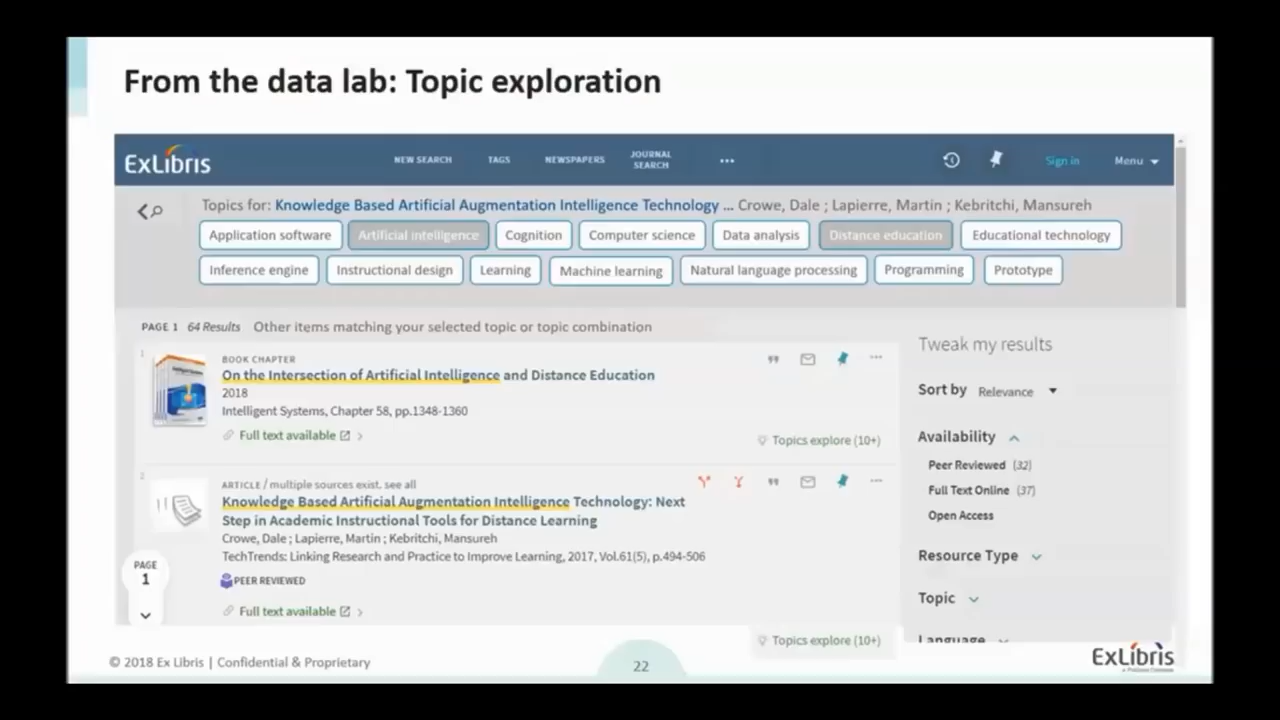 From the data lab: Topic exploration
ExLibris
NEW SEARCH TAGS NEWSPAPERS JOURNAL SEARCH ••• Sign in Menu
Topics for: Knowledge Based Artificial Augmentation Intelligence Technology ... Crowe, Dale ; Lapierre, Martin ; Kebritchi, Mansureh
Application software Artificial intelligence Cognition Computer science Data analysis Distance education Educational technology
Inference engine Instructional design Learning Machine learning Natural language processing Programming Prototype
PAGE 1 64 Results Other items matching your selected topic or topic combination
1
BOOK CHAPTER
On the Intersection of Artificial Intelligence and Distance Education
2018
Intelligent Systems, Chapter 58, pp.1348-1360
Full text available
Topics explore (10+)
2
ARTICLE / multiple sources exist. see all
Knowledge Based Artificial Augmentation Intelligence Technology: Next
Step in Academic Instructional Tools for Distance Learning
Crowe, Dale ; Lapierre, Martin ; Kebritchi, Mansureh
TechTrends: Linking Research and Practice to Improve Learning, 2017, Vol.61(5), p.494-506
PEER REVIEWED
Full text available
Topics explore (10+)
PAGE
1
Tweak my results
Sort by Relevance
Availability
Peer Reviewed (32)
Full Text Online (37)
Open Access
Resource Type
Topic
Language
© 2018 Ex Libris | Confidential & Proprietary
22
ExLibris